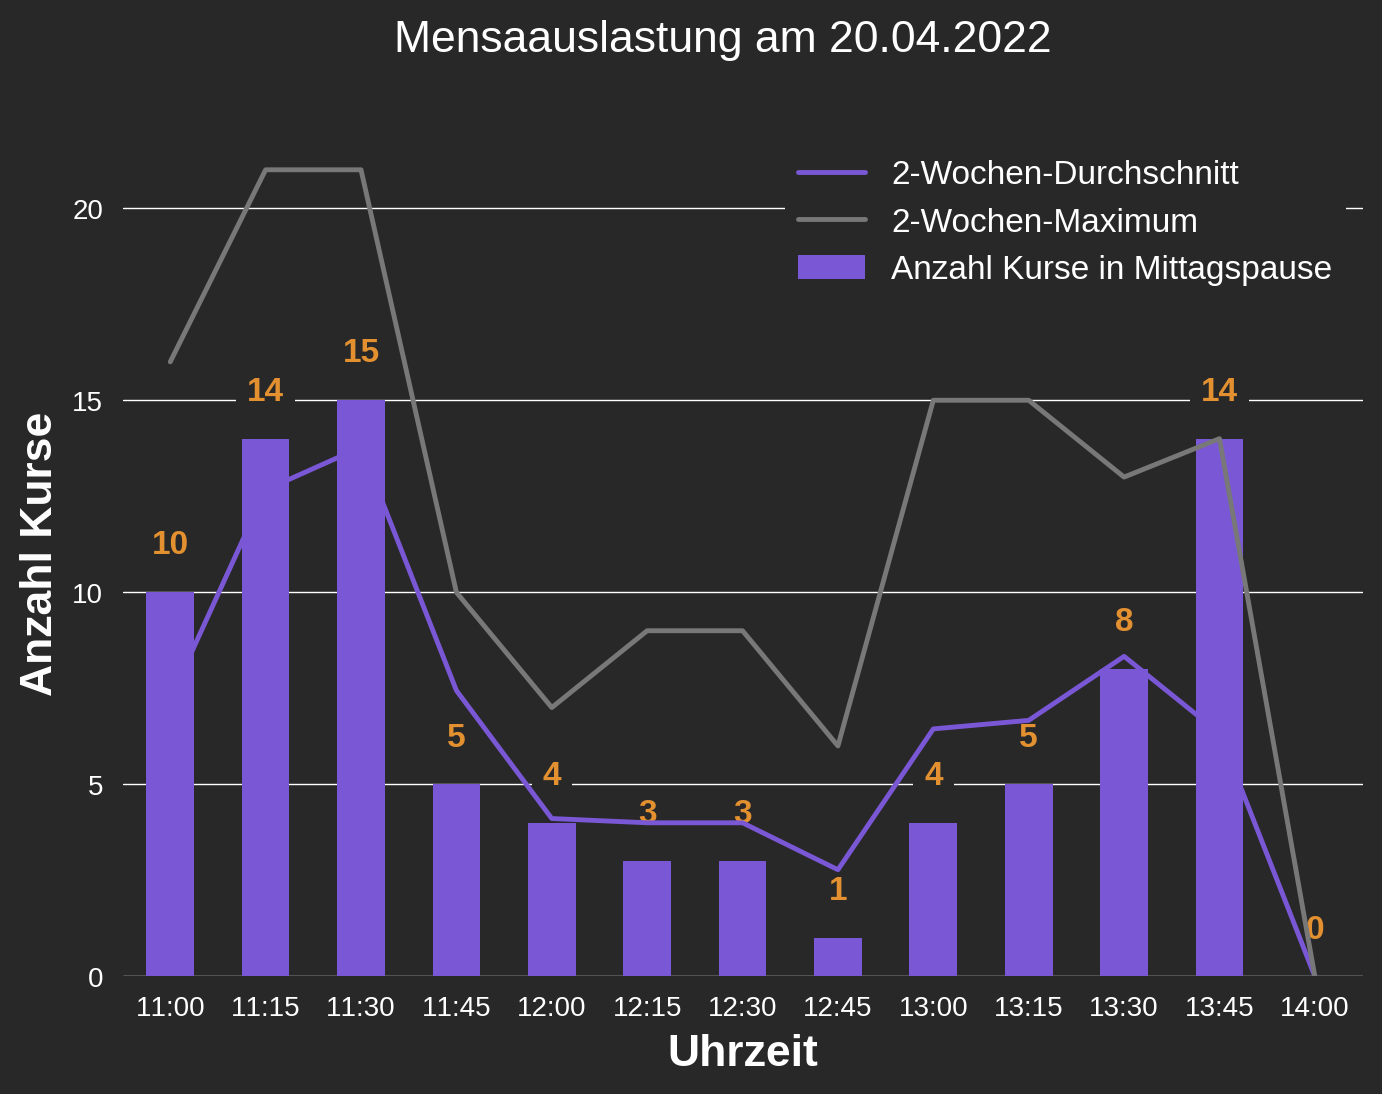 Mensaauslastung am 20.04.2022
2-Wochen-Durchschnitt
2-Wochen-Maximum
Anzahl Kurse in Mittagspause
Anzahl Kurse
20
15
10
5
0
10
14
15
5
4
3
3
1
4
5
8
14
0
11:00 11:15 11:30 11:45 12:00 12:15 12:30 12:45 13:00 13:15 13:30 13:45 14:00
Uhrzeit